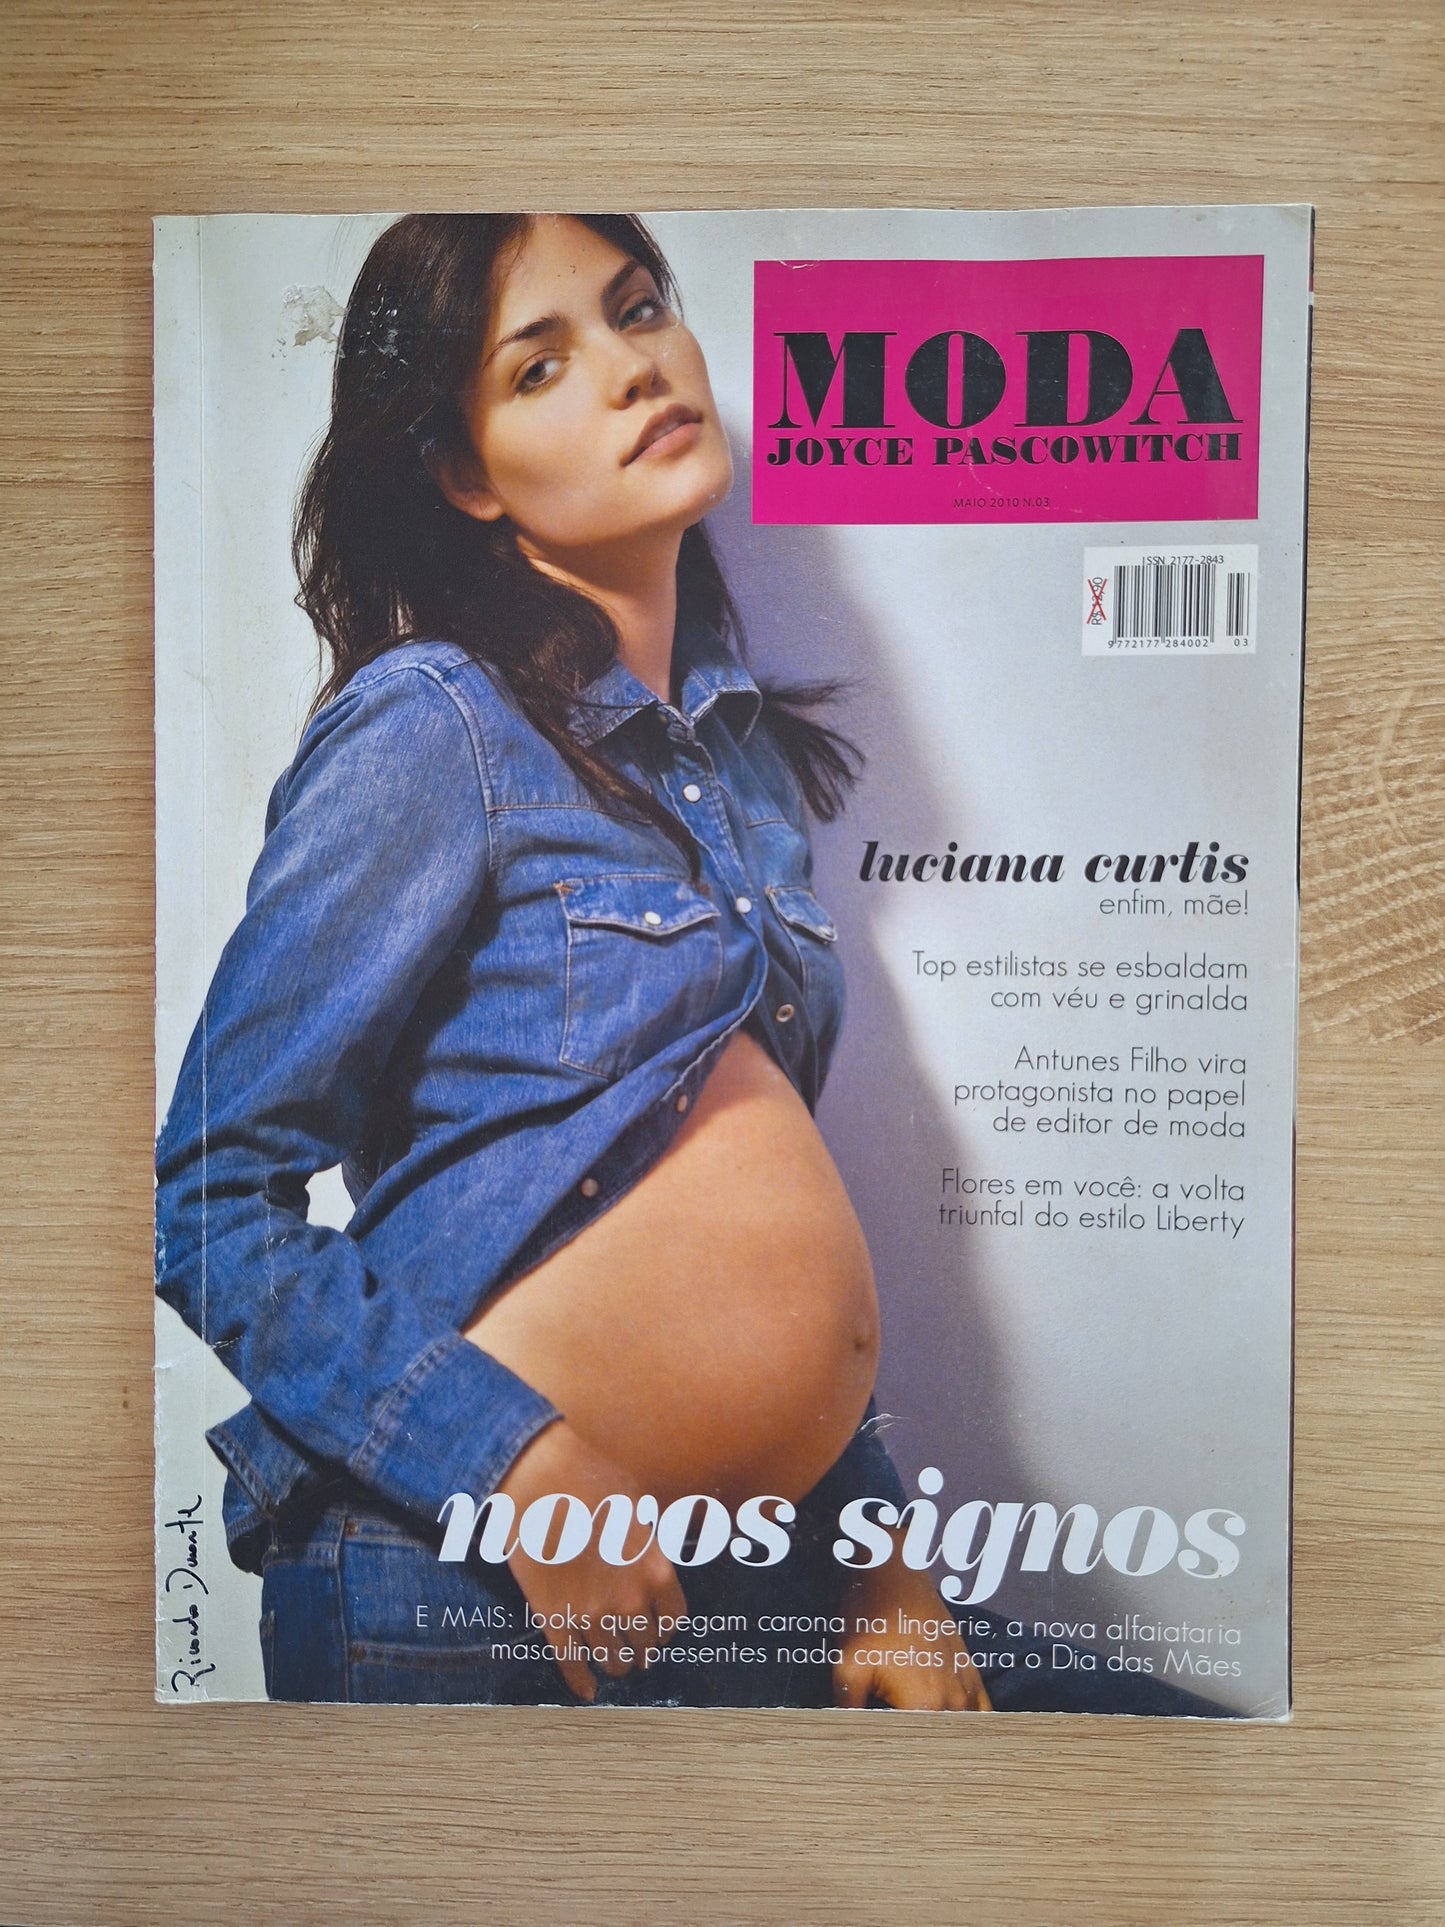 MODA
JOYCE PASCOWITCH
MAIO 2010 N.03
ISSN 2177-2843
R$ 12,90
9 772177 284002
03
luciana curtis
enfim, mãe!
Top estilistas se esbaldam
com véu e grinalda
Antunes Filho vira
protagonista no papel
de editor de moda
Flores em você: a volta
triunfal do estilo Liberty
novos signos
E MAIS: looks que pegam carona na lingerie, a nova alfaiataria
masculina e presentes nada caretas para o Dia das Mães
Ricardo Duarte